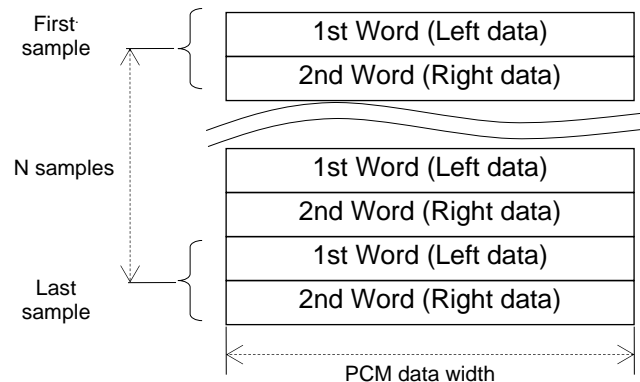 First
sample
1st Word (Left data)
2nd Word (Right data)
N samples
1st Word (Left data)
2nd Word (Right data)
1st Word (Left data)
Last
sample
2nd Word (Right data)
PCM data width